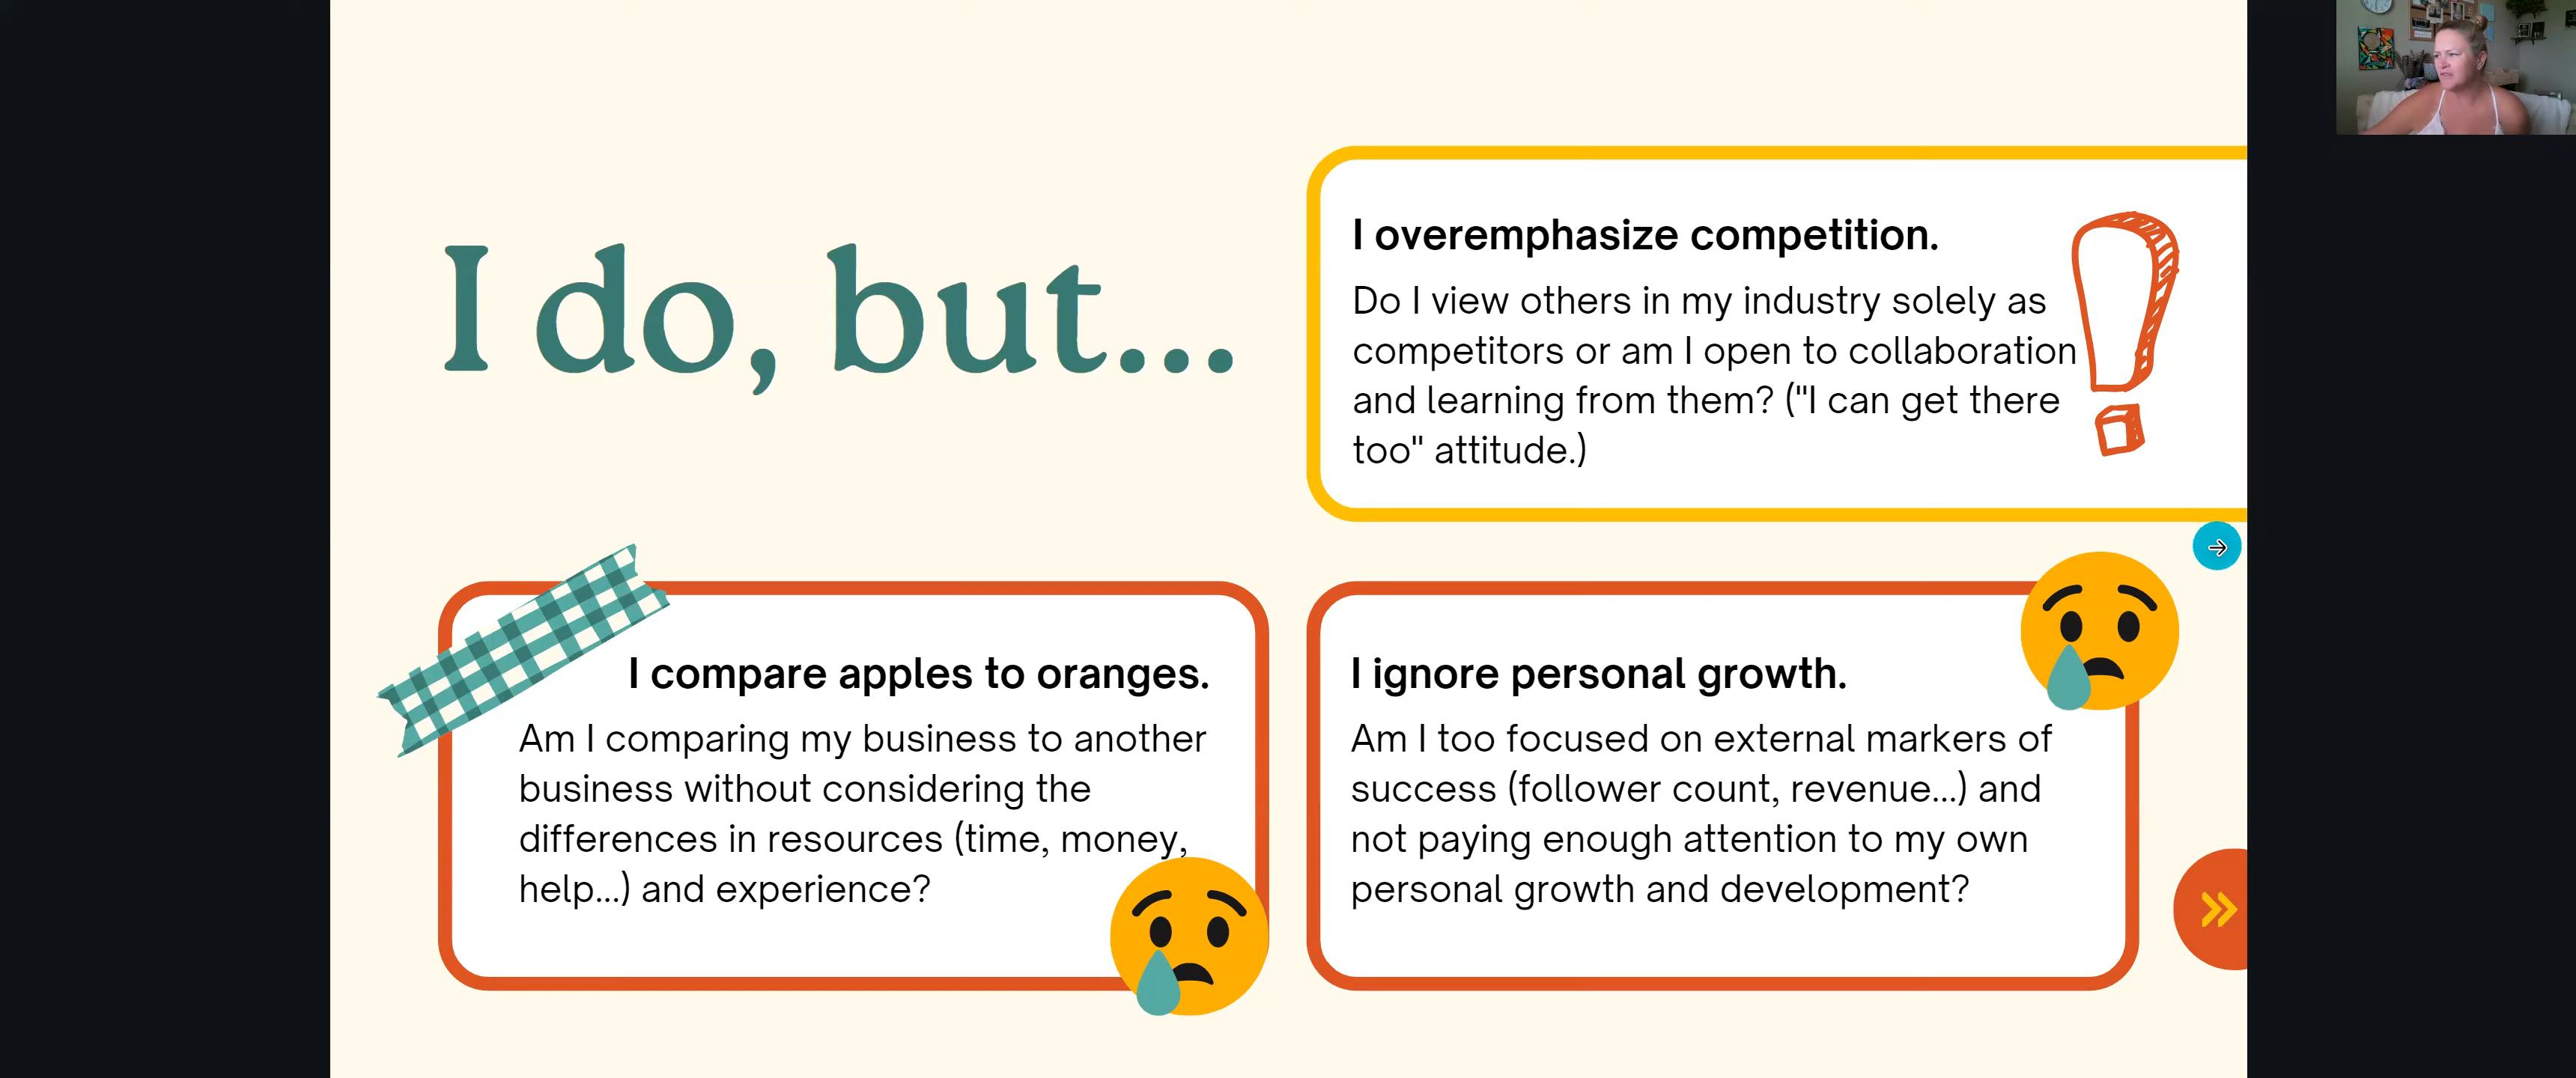 I do, but...
I overemphasize competition.
Do I view others in my industry solely as
competitors or am I open to collaboration
and learning from them? ("I can get there
too" attitude.)
I compare apples to oranges.
Am I comparing my business to another
business without considering the
differences in resources (time, money,
help...) and experience?
I ignore personal growth.
Am I too focused on external markers of
success (follower count, revenue...) and
not paying enough attention to my own
personal growth and development?